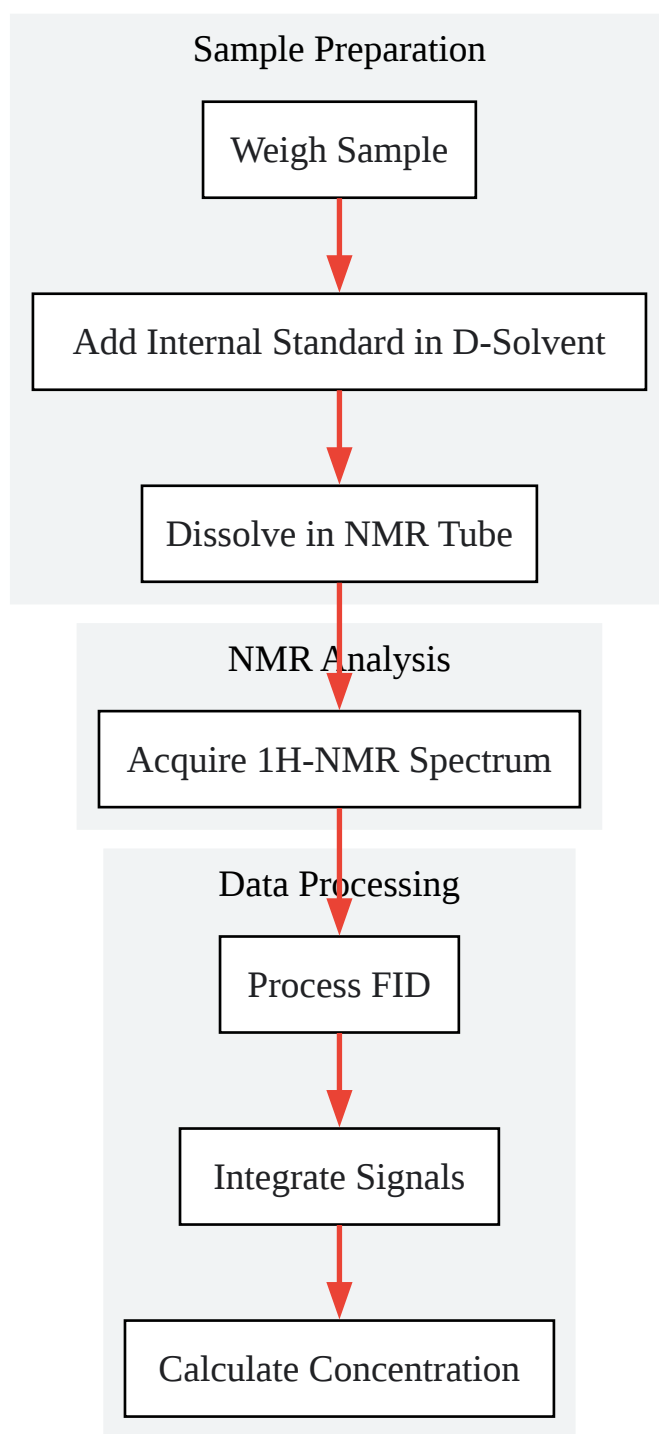 Sample Preparation
Weigh Sample
Add Internal Standard in D-Solvent
Dissolve in NMR Tube
NMR Analysis
Acquire 1H-NMR Spectrum
Data Processing
Process FID
Integrate Signals
Calculate Concentration